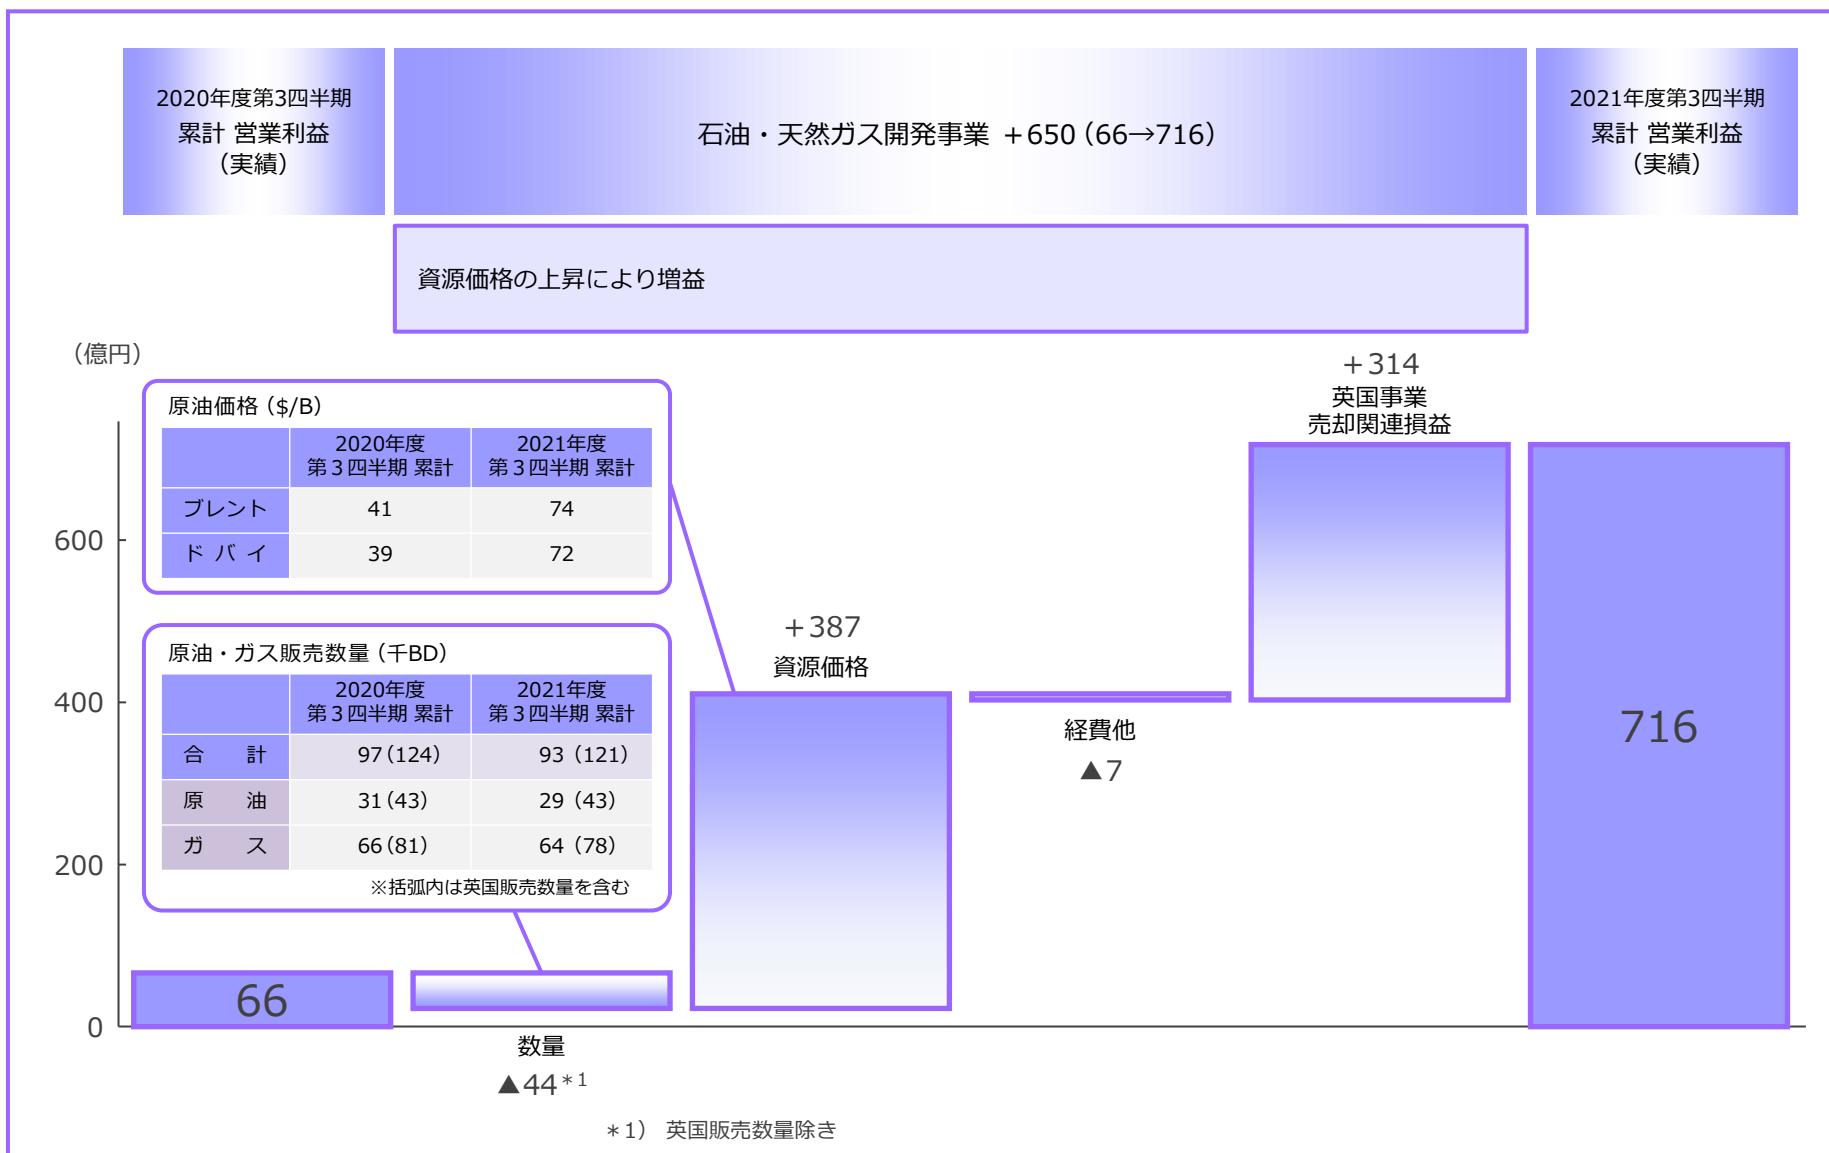 2020年度第3四半期
累計 営業利益
（実績）
石油・天然ガス開発事業 ＋650（66→716）
2021年度第3四半期
累計 営業利益
（実績）
資源価格の上昇により増益
（億円）
600
400
200
0
原油価格（$/B）
2020年度
第３四半期 累計
2021年度
第３四半期 累計
ブレント 41 74
ドバイ 39 72
原油・ガス販売数量（千BD）
2020年度
第３四半期 累計
2021年度
第３四半期 累計
合計 97（124） 93（121）
原油 31（43） 29（43）
ガス 66（81） 64（78）
※括弧内は英国販売数量を含む
66
数量
▲44＊1
＋387
資源価格
経費他
▲7
＋314
英国事業
売却関連損益
716
＊1） 英国販売数量除き